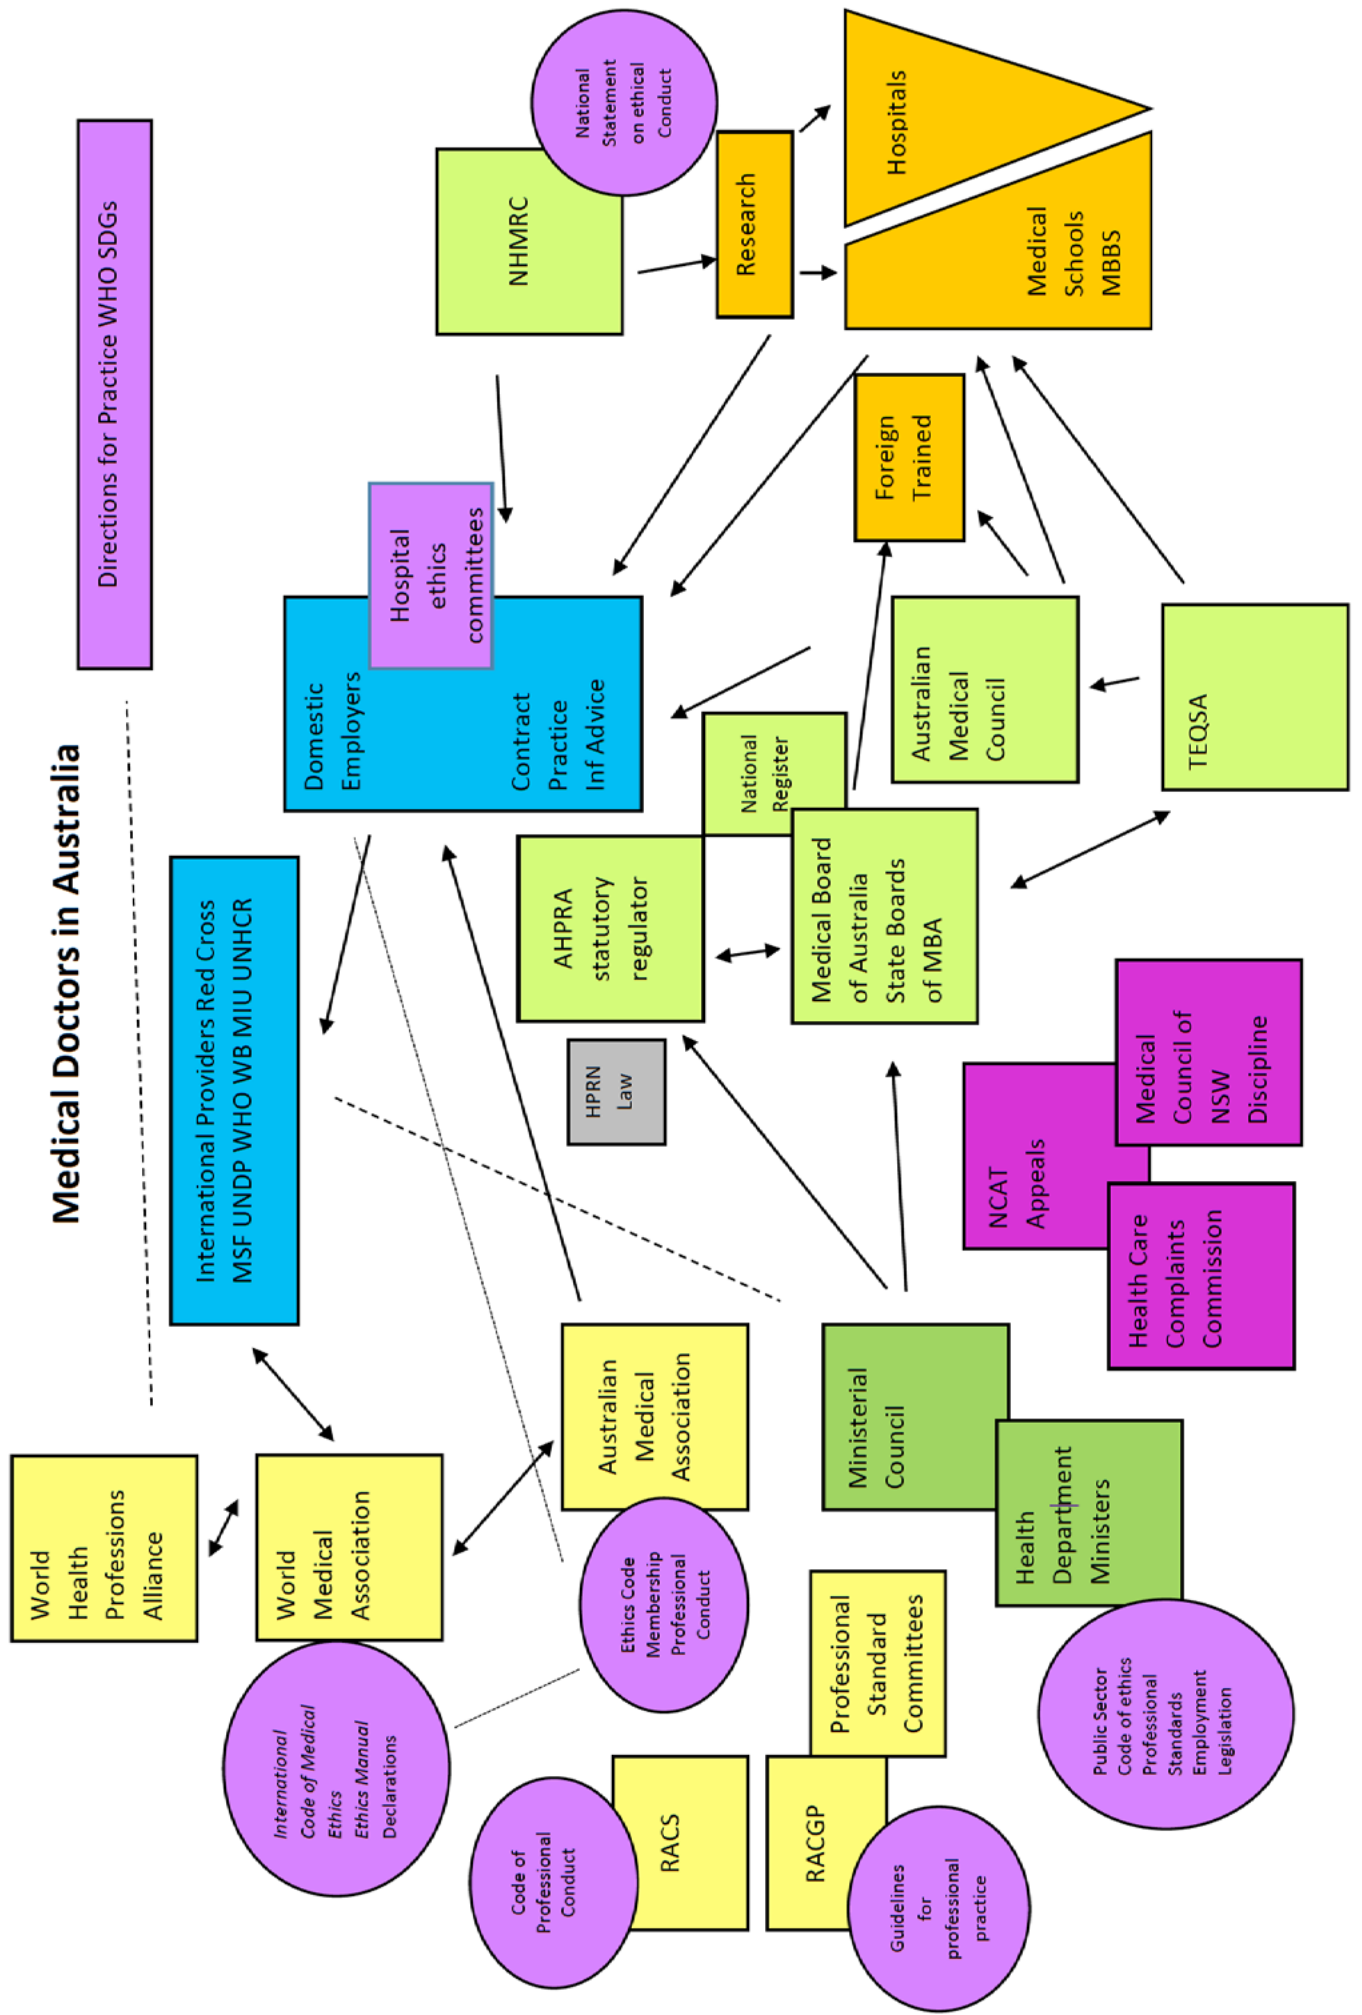 Medical Doctors in Australia
Directions for Practice WHO SDGs
World
Health
Professions
Alliance
International Providers Red Cross
MSF UNDP WHO WB MIU UNHCR
World
Medical
Association
International
Code of Medical
Ethics
Ethics Manual
Declarations
Domestic
Employers
Contract
Practice
Inf Advice
Hospital
ethics
committees
NHMRC
National
Statement
on ethical
Conduct
Code of
Professional
Conduct
RACS
Ethics Code
Membership
Professional
Conduct
Australian
Medical
Association
HPRN
Law
AHPRA
statutory
regulator
National
Register
Research
RACGP
Guidelines
for
professional
practice
Professional
Standard
Committees
Ministerial
Council
Medical Board
of Australia
State Boards
of MBA
Foreign
Trained
Hospitals
Medical
Schools
MBBS
Australian
Medical
Council
Health
Department
Ministers
Public Sector
Code of ethics
Professional
Standards
Employment
Legislation
NCAT
Appeals
Health Care
Complaints
Commission
Medical
Council of
NSW
Discipline
TEQSA